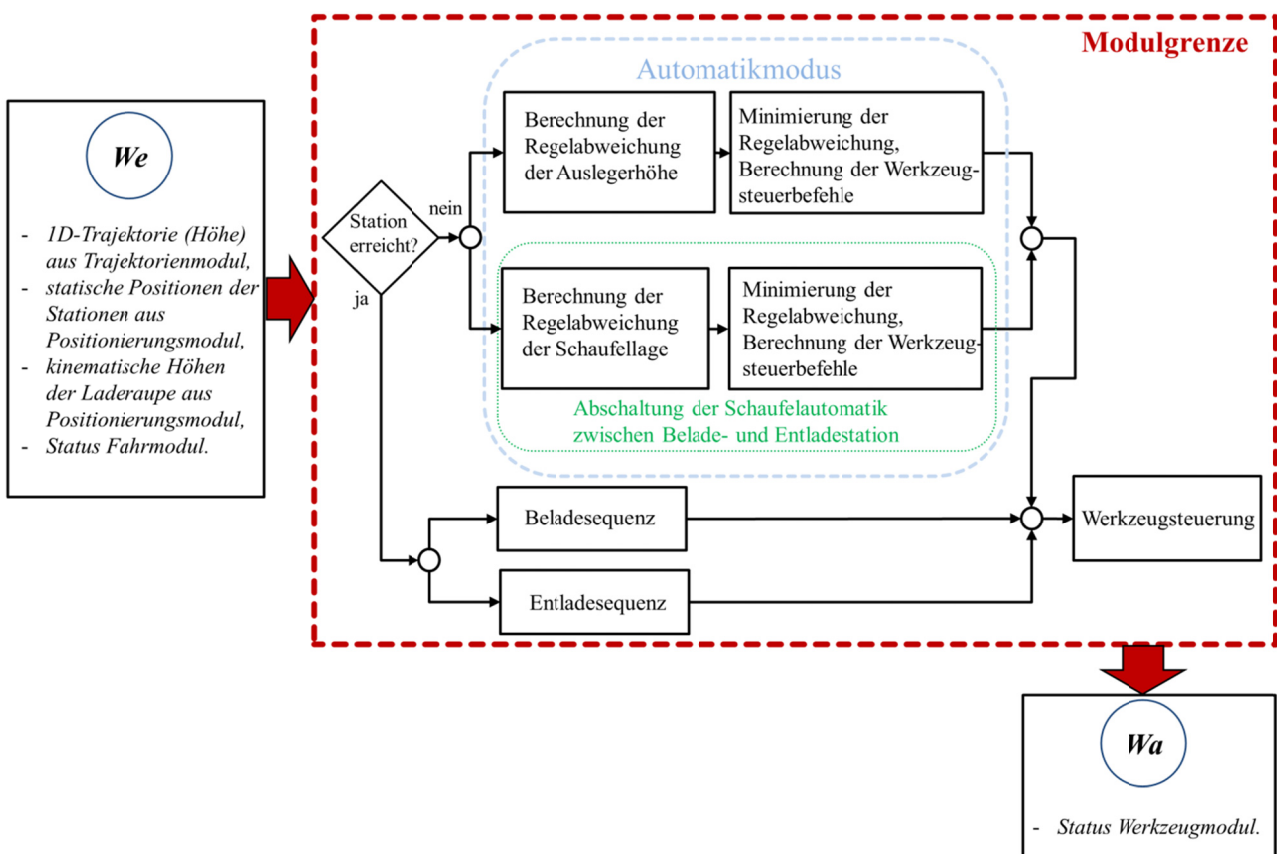 Modulgrenze
Automatikmodus
We
- 1D-Trajektorie (Höhe)
aus Trajektorienmodul,
- statische Positionen der
Stationen aus
Positionierungsmodul,
- kinematische Höhen
der Laderaupe aus
Positionierungsmodul,
- Status Fahrmodul.
Station
erreicht?
nein
ja
Berechnung der
Regelabweichung
der Auslegerhöhe
Minimierung der
Regelabweichung,
Berechnung der Werkzeug-
steuerbefehle
Berechnung der
Regelabweichung
der Schaufellage
Minimierung der
Regelabweichung,
Berechnung der Werkzeug-
steuerbefehle
Abschaltung der Schaufelautomatik
zwischen Belade- und Entladestation
Beladesequenz
Entladesequenz
Werkzeugsteuerung
Wa
- Status Werkzeugmodul.